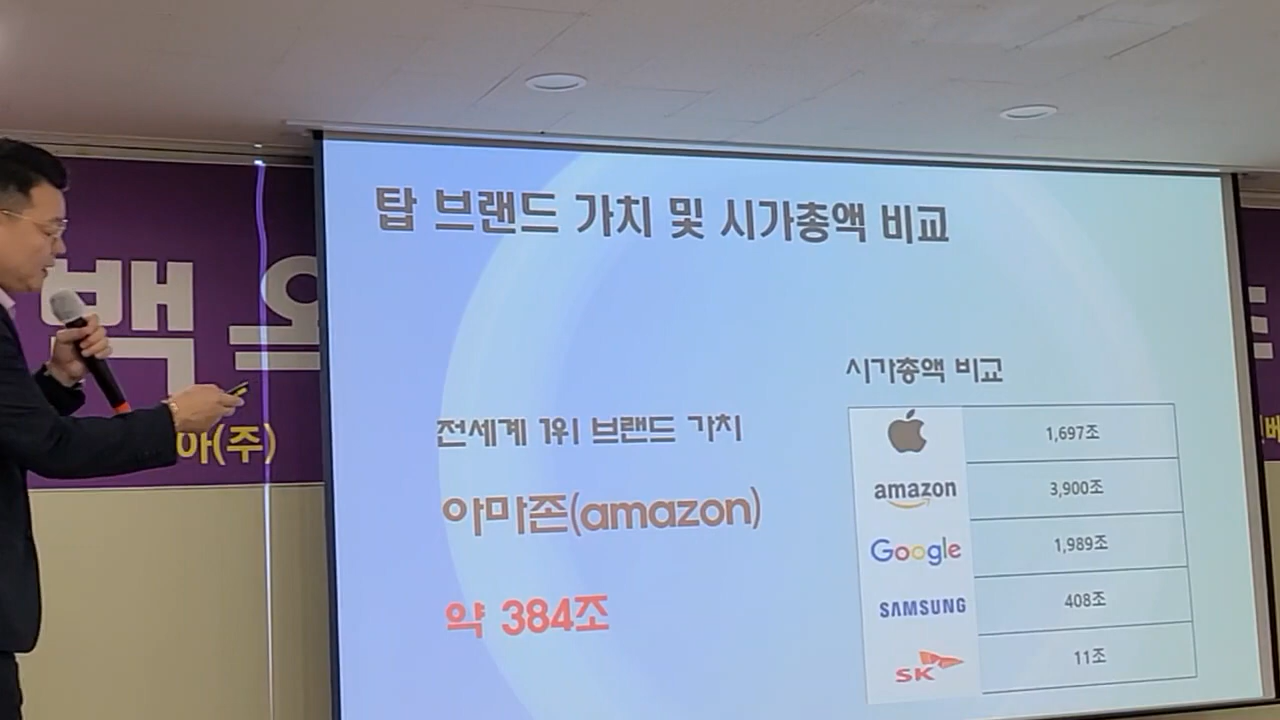 탑 브랜드 가치 및 시가총액 비교
백
아(주)
전세계 1위 브랜드 가치
아마존(amazon)
약 384조
시가총액 비교
1,697조
amazon 3,900조
Google 1,989조
SAMSUNG 408조
SK 11조